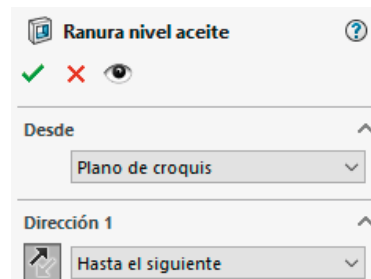 Ranura nivel aceite
Desde
Plano de croquis
Dirección 1
Hasta el siguiente